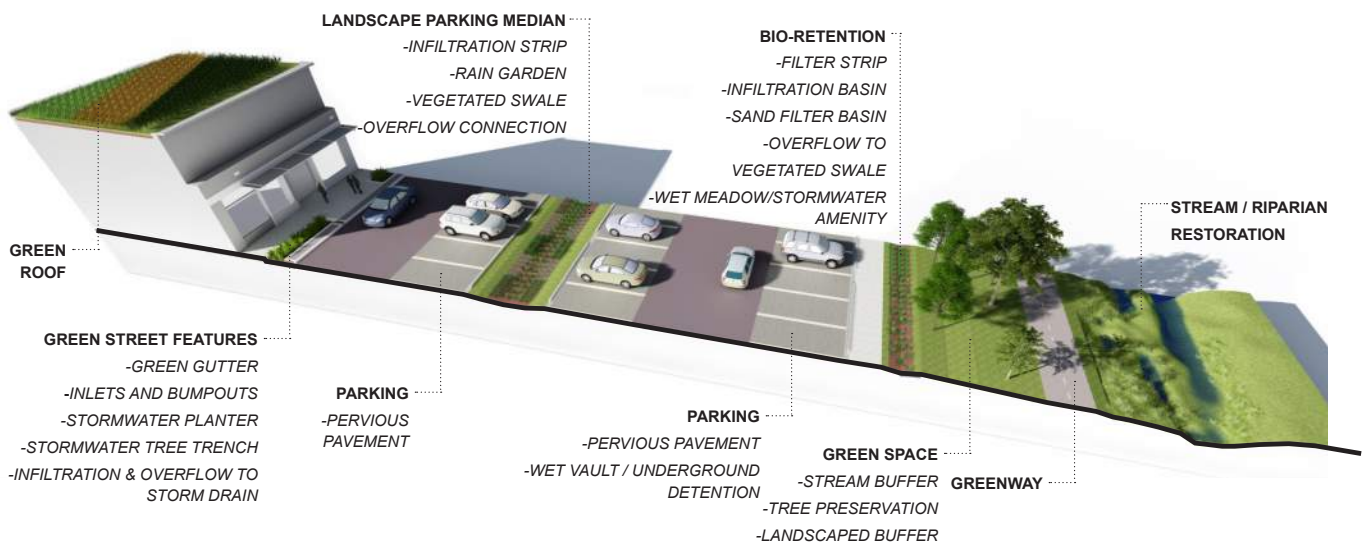 LANDSCAPE PARKING MEDIAN
-INFILTRATION STRIP
-RAIN GARDEN
-VEGETATED SWALE
-OVERFLOW CONNECTION
BIO-RETENTION
-FILTER STRIP
-INFILTRATION BASIN
-SAND FILTER BASIN
-OVERFLOW TO
VEGETATED SWALE
-WET MEADOW/STORMWATER
AMENITY
STREAM / RIPARIAN
RESTORATION
GREEN
ROOF
GREEN STREET FEATURES
-GREEN GUTTER
-INLETS AND BUMPOUTS
-STORMWATER PLANTER
-STORMWATER TREE TRENCH
-INFILTRATION & OVERFLOW TO
STORM DRAIN
PARKING
-PERVIOUS
PAVEMENT
PARKING
-PERVIOUS PAVEMENT
-WET VAULT / UNDERGROUND
DETENTION
GREEN SPACE
-STREAM BUFFER
-TREE PRESERVATION
-LANDSCAPED BUFFER
GREENWAY